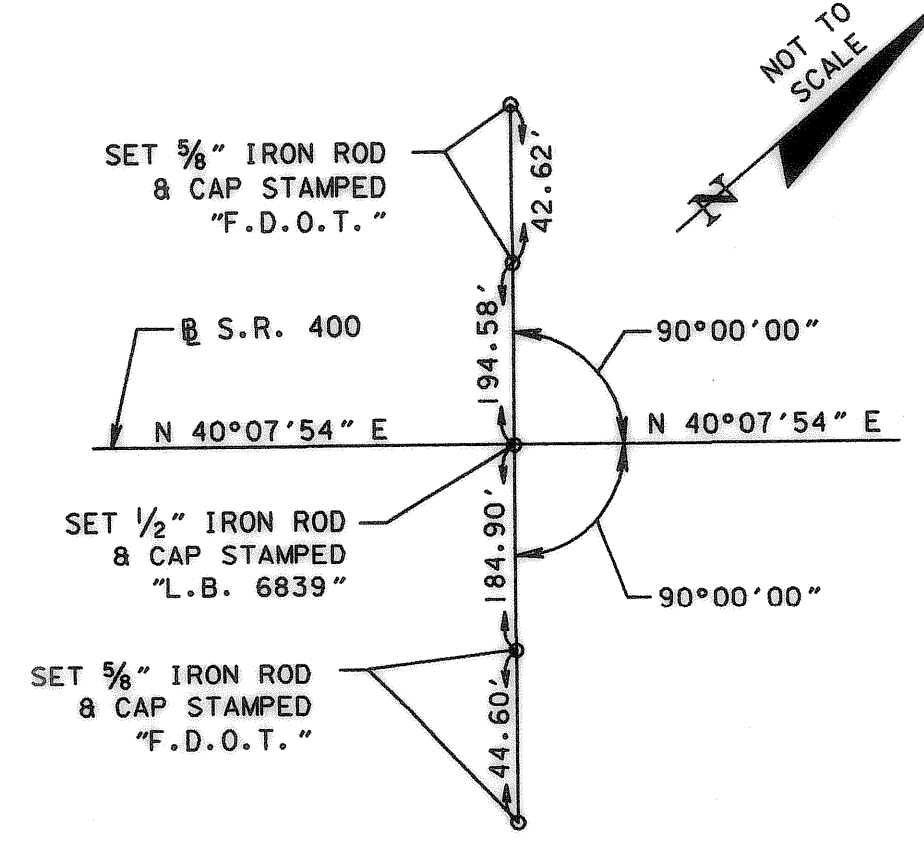 NOT TO
SCALE
N
SET 5/8" IRON ROD
& CAP STAMPED
"F.D.O.T."
42.62'
194.58'
℄ S.R. 400
90°00'00"
N 40°07'54" E
N 40°07'54" E
SET 1/2" IRON ROD
& CAP STAMPED
"L.B. 6839"
184.90'
90°00'00"
SET 5/8" IRON ROD
& CAP STAMPED
"F.D.O.T."
44.60'